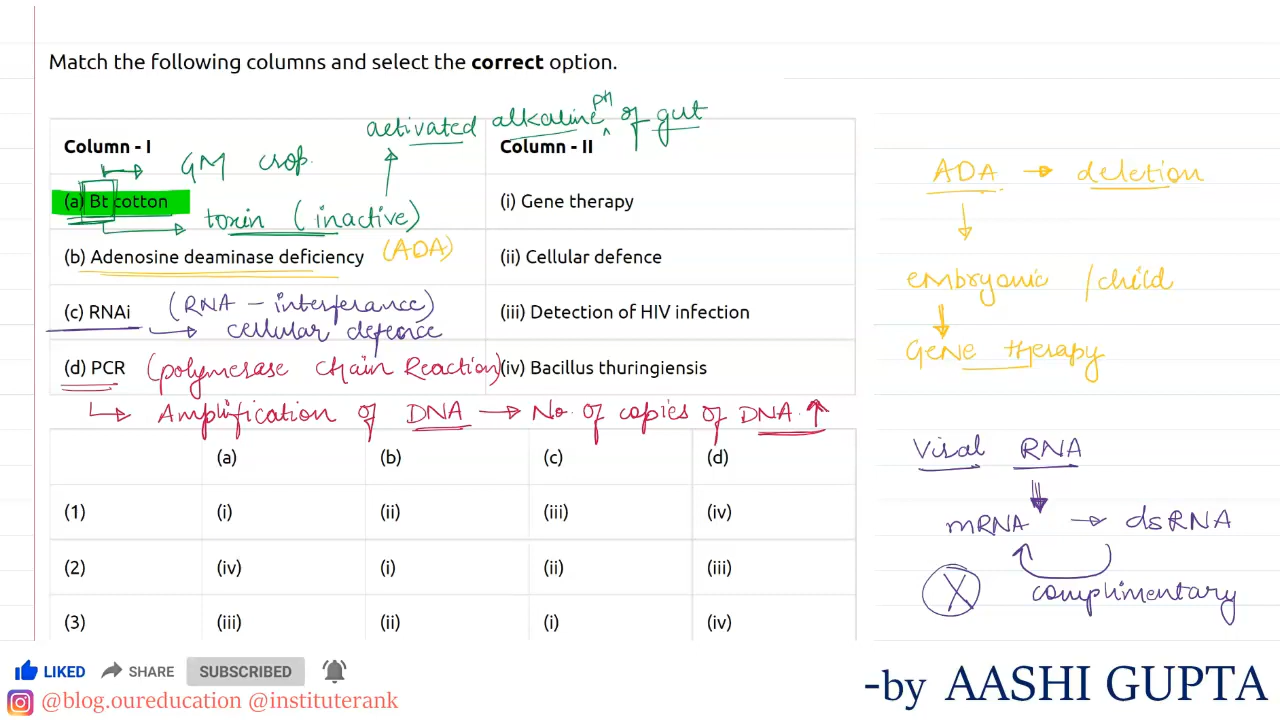 Match the following columns and select the correct option.
activated alkaline pH of gut
Column - I
GM crop.
Column - II
(a) Bt cotton
toxin (inactive)
(i) Gene therapy
(b) Adenosine deaminase deficiency (ADA)
(ii) Cellular defence
(c) RNAi (RNA - interferance)
cellular defence
(iii) Detection of HIV infection
(d) PCR (polymerase Chain Reaction)
(iv) Bacillus thuringiensis
Amplification of DNA → No. of copies of DNA ↑
(a) (b) (c) (d)
(1) (i) (ii) (iii) (iv)
(2) (iv) (i) (ii) (iii)
(3) (iii) (ii) (i) (iv)
ADA → deletion
embryonic / child
GENE therapy
Viral RNA
mRNA → dsRNA
X complimentary
LIKED SHARE SUBSCRIBED
@blog.oureducation @instituterank
-by AASHI GUPTA